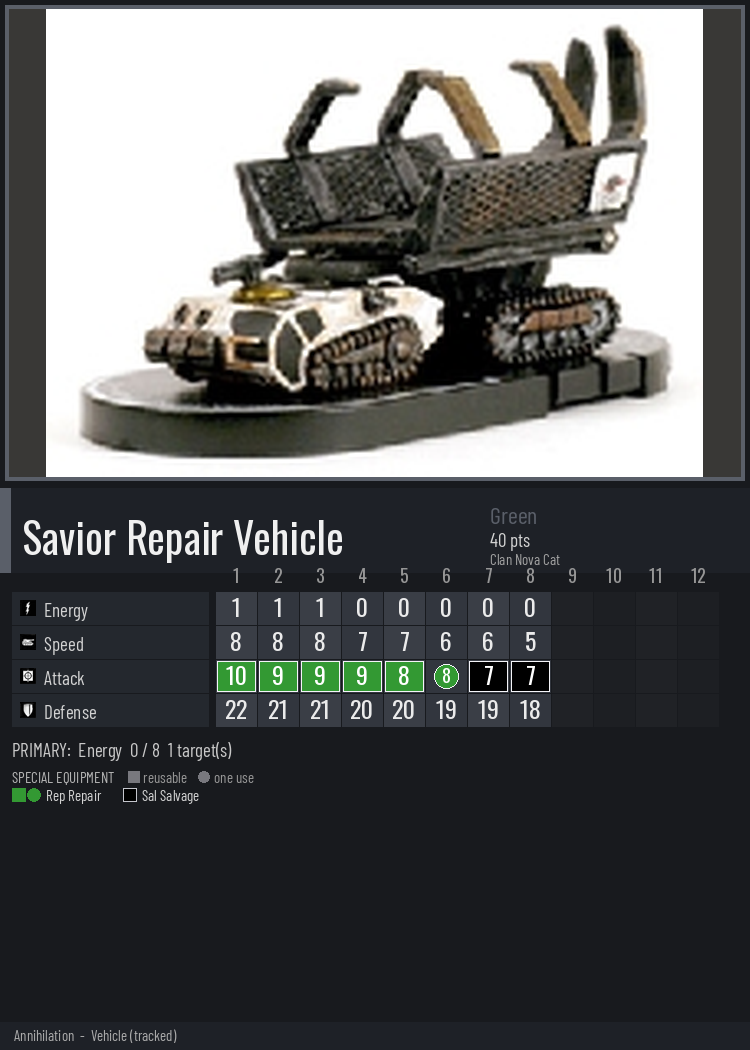 Savior Repair Vehicle
Green
40 pts
Clan Nova Cat
1 2 3 4 5 6 7 8 9 10 11 12
Energy 1 1 1 0 0 0 0 0
Speed 8 8 8 7 7 6 6 5
Attack 10 9 9 9 8 8 7 7
Defense 22 21 21 20 20 19 19 18
PRIMARY: Energy 0 / 8 1 target(s)
SPECIAL EQUIPMENT reusable one use
Rep Repair Sal Salvage
Annihilation - Vehicle (tracked)